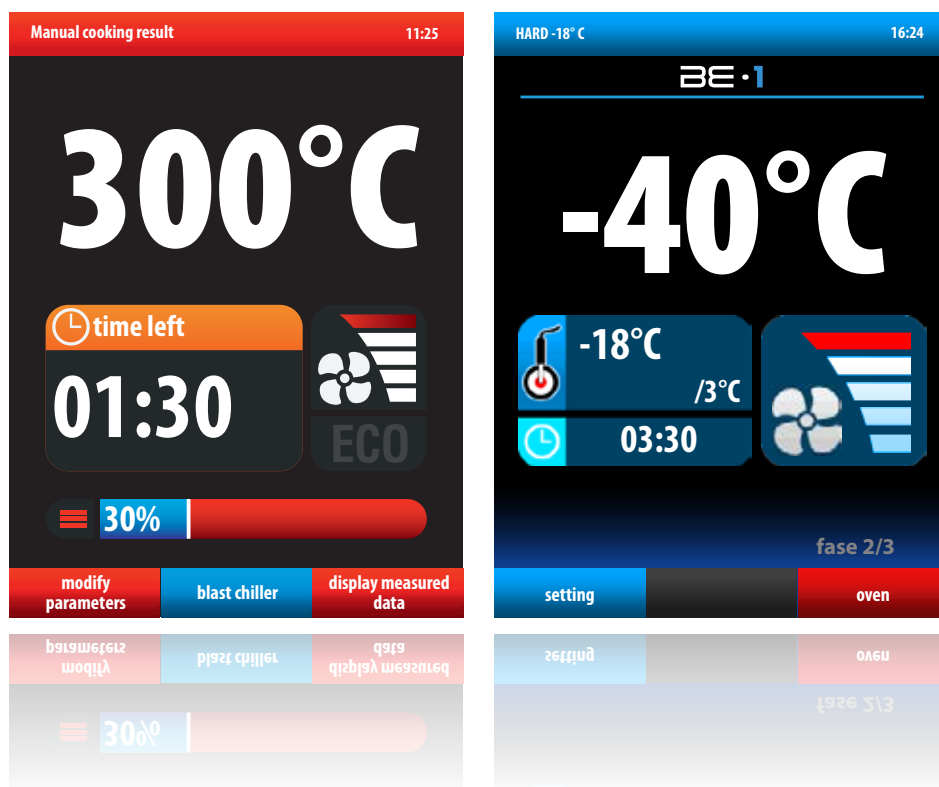 Manual cooking result 11:25
300°C
time left
01:30
ECO
30%
modify
parameters
blast chiller
display measured
data
HARD -18° C 16:24
BE·1
-40°C
-18°C
/3°C
03:30
fase 2/3
setting
oven